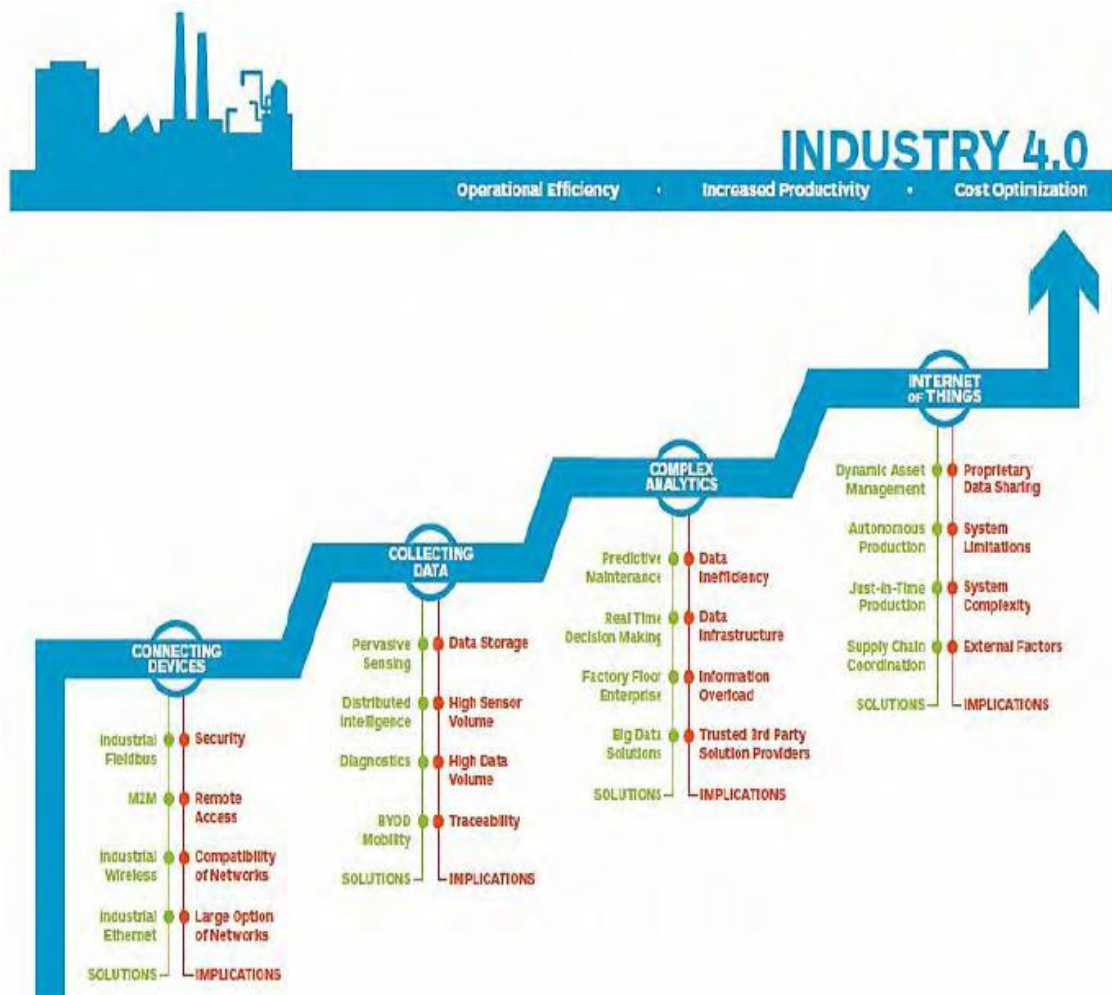 INDUSTRY 4.0
Operational Efficiency • Increased Productivity • Cost Optimization
INTERNET
OF THINGS
Dynamic Asset
Management
Autonomous
Production
Just-in-Time
Production
Supply Chain
Coordination
SOLUTIONS
Proprietary
Data Sharing
System
Limitations
System
Complexity
External Factors
IMPLICATIONS
COMPLEX
ANALYTICS
Predictive
Maintenance
Real Time
Decision Making
Factory Floor
Enterprise
Big Data
Solutions
SOLUTIONS
Data
Inefficiency
Data
Infrastructure
Information
Overload
Trusted 3rd Party
Solution Providers
IMPLICATIONS
COLLECTING
DATA
Pervasive
Sensing
Distributed
Intelligence
Diagnostics
BYOD
Mobility
SOLUTIONS
Data Storage
High Sensor
Volume
High Data
Volume
Traceability
IMPLICATIONS
CONNECTING
DEVICES
Industrial
Fieldbus
M2M
Industrial
Wireless
Industrial
Ethernet
SOLUTIONS
Security
Remote
Access
Compatibility
of Networks
Large Option
of Networks
IMPLICATIONS